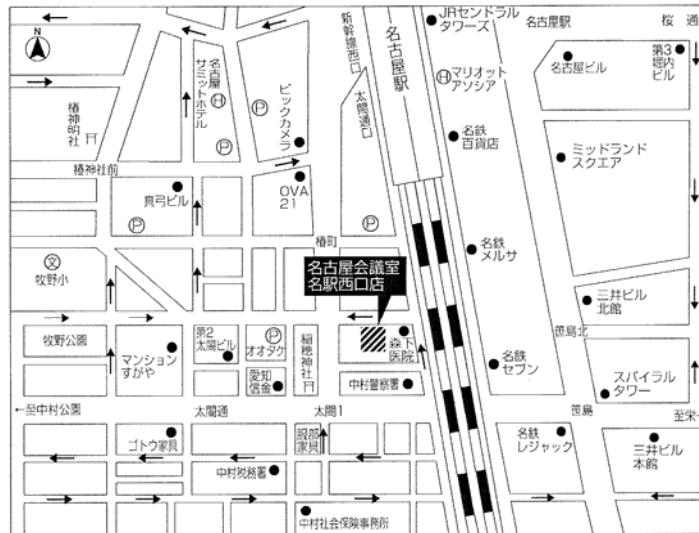 N
JRセントラル
タワーズ
名古屋駅
桜 通
新幹線西口
名古屋駅
太閤通口
H
マリオット
アソシア
名古屋ビル
第3
堀内
ビル
名古屋
サミットホテル
H
P
ビックカメラ
P
椿神明社
名鉄
百貨店
ミッドランド
スクエア
椿神社前
真弓ビル
P
OVA
21
P
椿町
名鉄
メルサ
文
牧野小
名古屋会議室
名駅西口店
三井ビル
北館
笹島北
牧野公園
マンション
すがや
第2
太閤ビル
P
オオタケ
愛知
信金
稲穂神社
森下
医院
中村警察署
名鉄
セブン
スパイラル
タワー
←至中村公園
太閤通
太閤1
笹島
至栄→
ゴトウ家具
服部
家具
名鉄
レジャック
三井ビル
本館
中村税務署
中村社会保険事務所